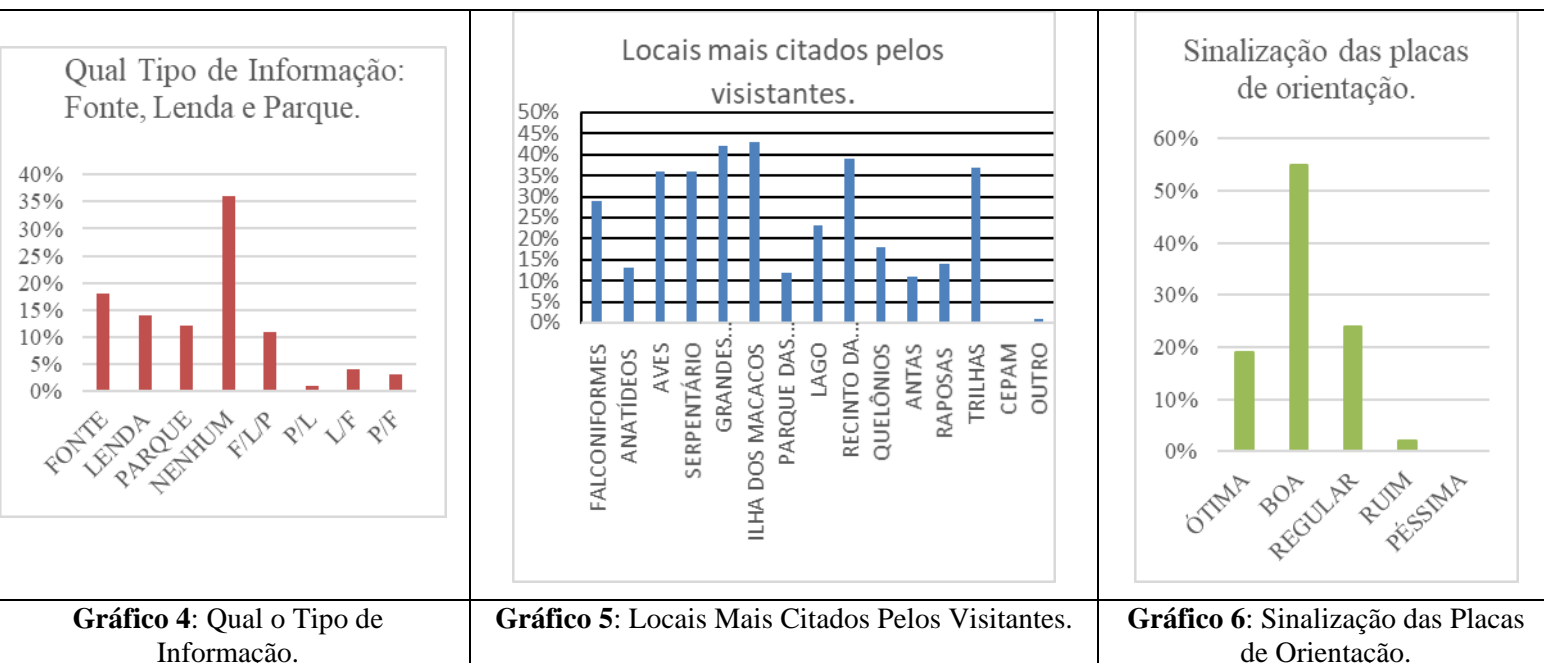 Qual Tipo de Informação:
Fonte, Lenda e Parque.
40%
35%
30%
25%
20%
15%
10%
5%
0%
FONTE
LENDA
PARQUE
NENHUM
F/L/P
P/L
L/F
P/F
Locais mais citados pelos
visistantes.
50%
45%
40%
35%
30%
25%
20%
15%
10%
5%
0%
FALCONIFORMES
ANATÍDEOS
AVES
SERPENTÁRIO
GRANDES...
ILHA DOS MACACOS
PARQUE DAS...
LAGO
RECINTO DA...
QUELÔNIOS
ANTAS
RAPOSAS
TRILHAS
CEPAM
OUTRO
Sinalização das placas
de orientação.
60%
50%
40%
30%
20%
10%
0%
ÓTIMA
BOA
REGULAR
RUIM
PÉSSIMA
Gráfico 4: Qual o Tipo de
Informação.
Gráfico 5: Locais Mais Citados Pelos Visitantes.
Gráfico 6: Sinalização das Placas
de Orientação.